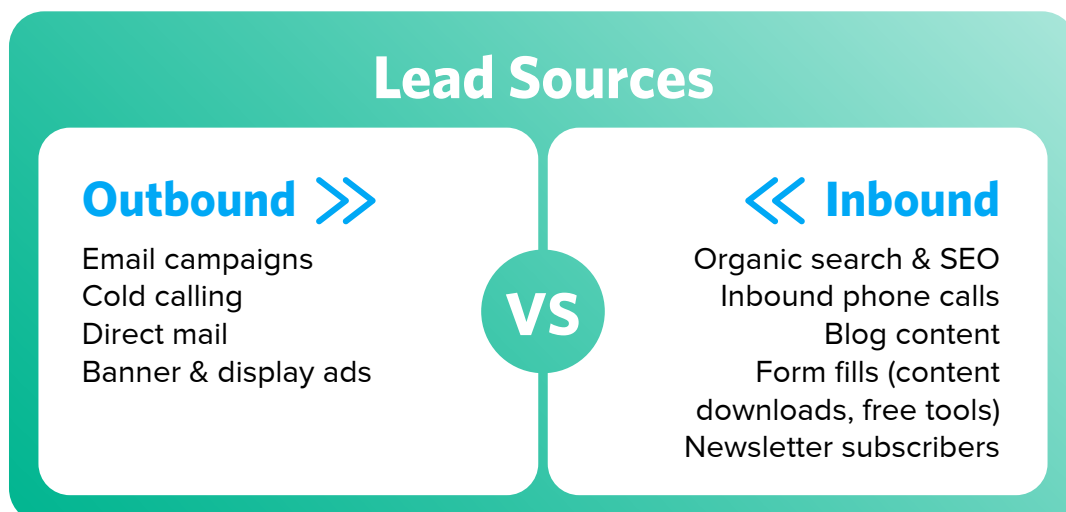 Lead Sources
Outbound
Email campaigns
Cold calling
Direct mail
Banner & display ads
VS
Inbound
Organic search & SEO
Inbound phone calls
Blog content
Form fills (content
downloads, free tools)
Newsletter subscribers